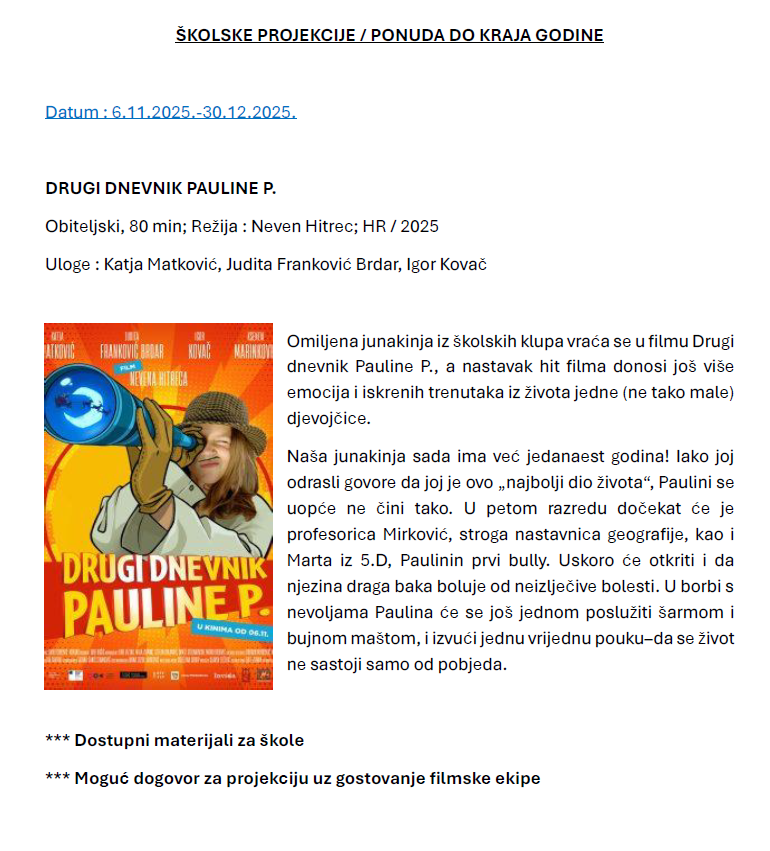 ŠKOLSKE PROJEKCIJE / PONUDA DO KRAJA GODINE
Datum : 6.11.2025.-30.12.2025.
DRUGI DNEVNIK PAULINE P.
Obiteljski, 80 min; Režija : Neven Hitrec; HR / 2025
Uloge : Katja Matković, Judita Franković Brdar, Igor Kovač
KATJA
MATKOVIĆ
JUDITA
FRANKOVIĆ BRDAR
IGOR
KOVAČ
KSENIJA
MARINKOVIĆ
FILM
NEVENA HITRECA
DRUGI DNEVNIK
PAULINE P.
U KINIMA OD 06.11.
Omiljena junakinja iz školskih klupa vraća se u filmu Drugi
dnevnik Pauline P., a nastavak hit filma donosi još više
emocija i iskrenih trenutaka iz života jedne (ne tako male)
djevojčice.
Naša junakinja sada ima već jedanaest godina! Iako joj
odrasli govore da joj je ovo „najbolji dio života“, Paulini se
uopće ne čini tako. U petom razredu dočekat će je
profesorica Mirković, stroga nastavnica geografije, kao i
Marta iz 5.D, Paulinin prvi bully. Uskoro će otkriti i da
njezina draga baka boluje od neizlječive bolesti. U borbi s
nevoljama Paulina će se još jednom poslužiti šarmom i
bujnom maštom, i izvući jednu vrijednu pouku–da se život
ne sastoji samo od pobjeda.
*** Dostupni materijali za škole
*** Moguć dogovor za projekciju uz gostovanje filmske ekipe